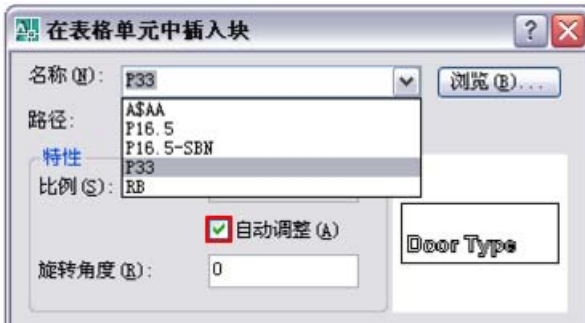 在表格单元中插入块
名称(N): P33 浏览(B)...
路径:
A$AA
P16.5
P16.5-SBN
P33
RB
特性
比例(S):
自动调整(A)
旋转角度(R): 0
Door Type